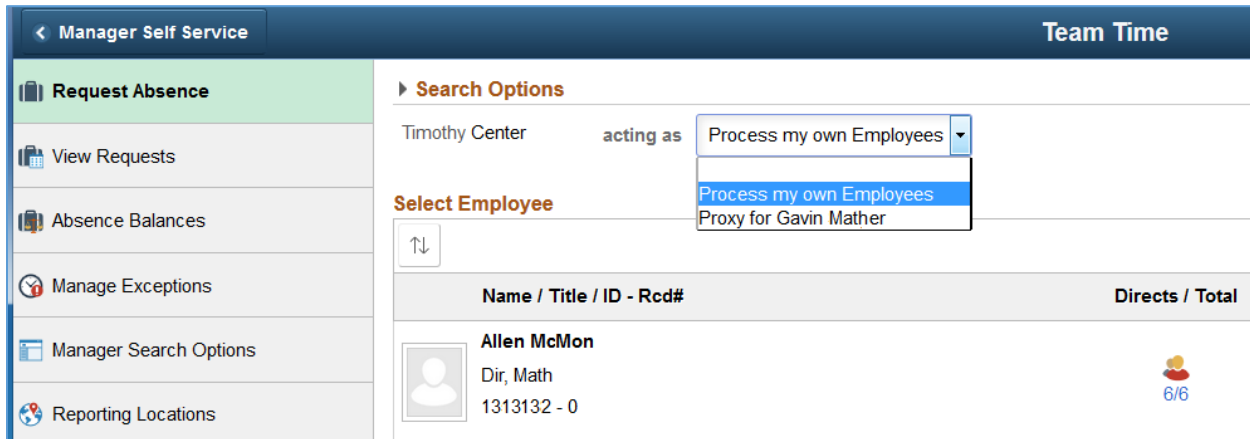 Manager Self Service
Team Time
Request Absence
View Requests
Absence Balances
Manage Exceptions
Manager Search Options
Reporting Locations
Search Options
Timothy Center acting as Process my own Employees
Process my own Employees
Proxy for Gavin Mather
Select Employee
Name / Title / ID - Rcd# Directs / Total
Allen McMon
Dir, Math
1313132 - 0
6/6